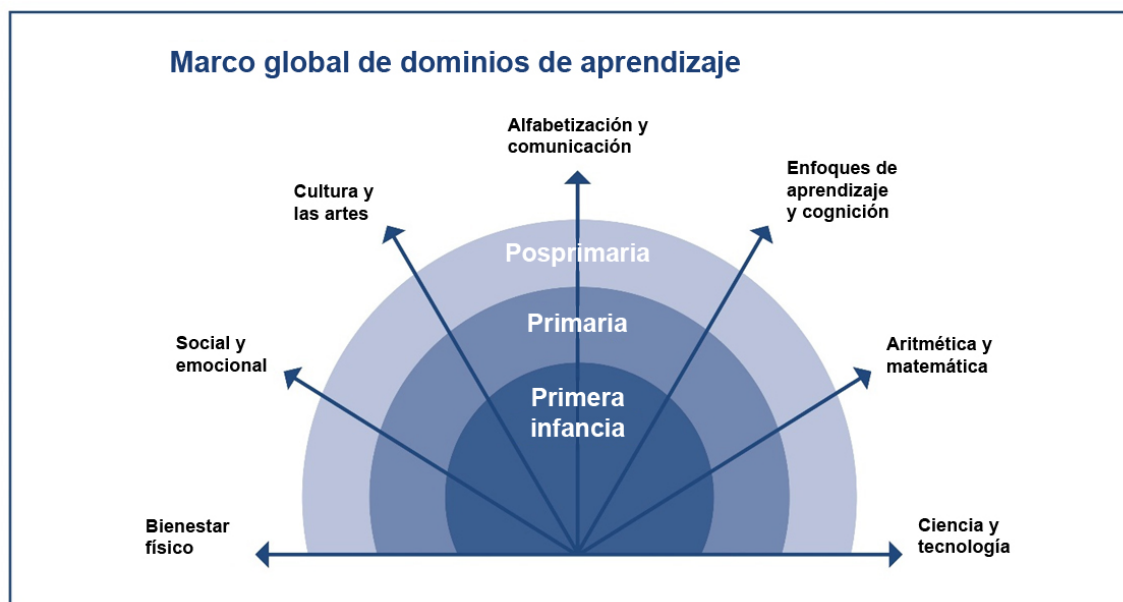 Marco global de dominios de aprendizaje
Alfabetización y
comunicación
Enfoques de
aprendizaje
y cognición
Cultura y
las artes
Posprimaria
Primaria
Social y
emocional
Aritmética y
matemática
Primera
infancia
Bienestar
físico
Ciencia y
tecnología